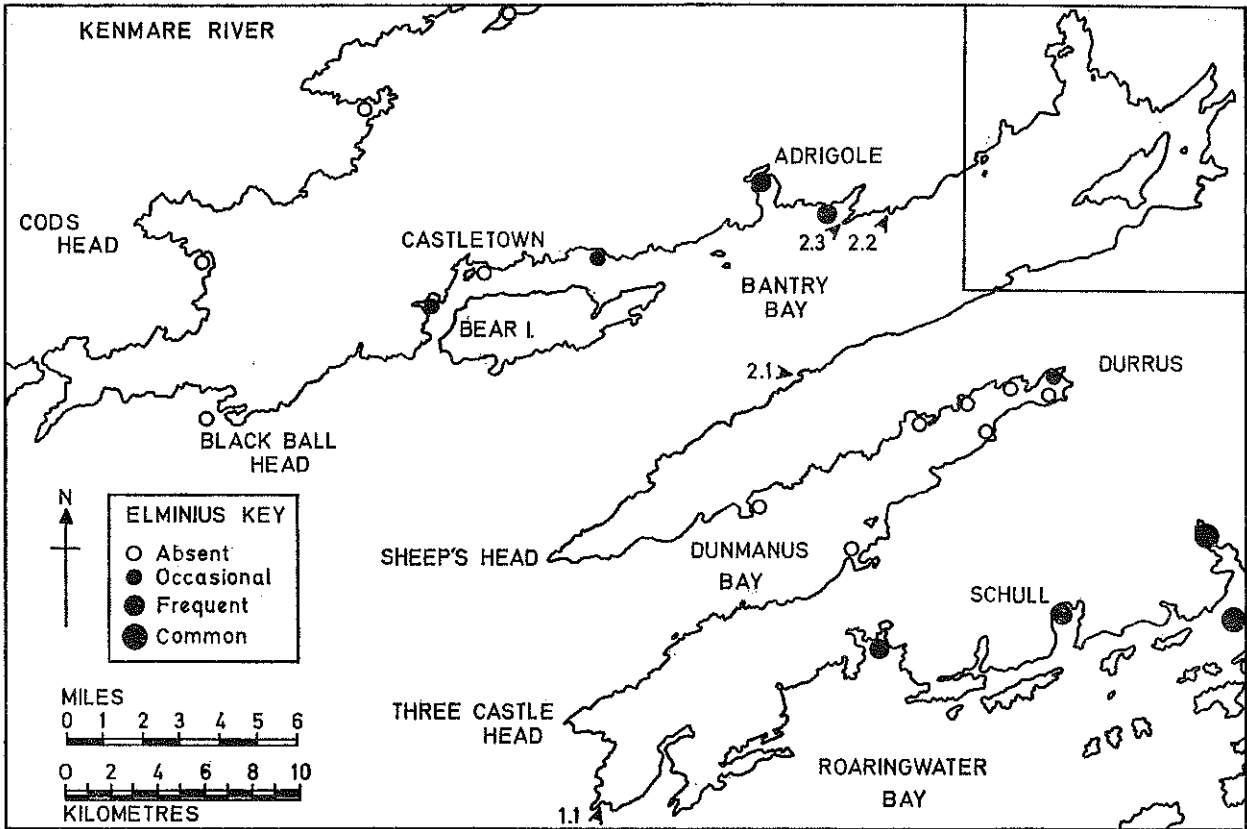 KENMARE RIVER
ADRIGOLE
CODS
HEAD
CASTLETOWN
2.3 2.2
BANTRY
BAY
BEAR I.
2.1
DURRUS
BLACK BALL
HEAD
N
ELMINIUS KEY
Absent
Occasional
Frequent
Common
SHEEP'S HEAD
DUNMANUS
BAY
SCHULL
MILES
0 1 2 3 4 5 6
THREE CASTLE
HEAD
0 2 4 6 8 10
KILOMETRES
ROARINGWATER
BAY
1.1